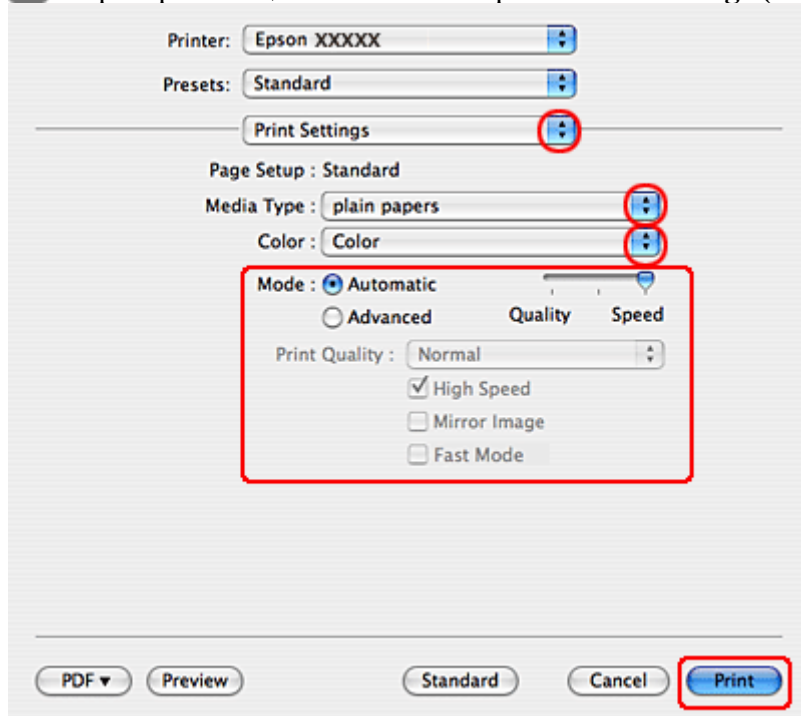 Printer: Epson XXXXX
Presets: Standard
Print Settings
Page Setup : Standard
Media Type : plain papers
Color : Color
Mode : Automatic
Advanced Quality Speed
Print Quality : Normal
High Speed
Mirror Image
Fast Mode
PDF ▼ Preview Standard Cancel Print